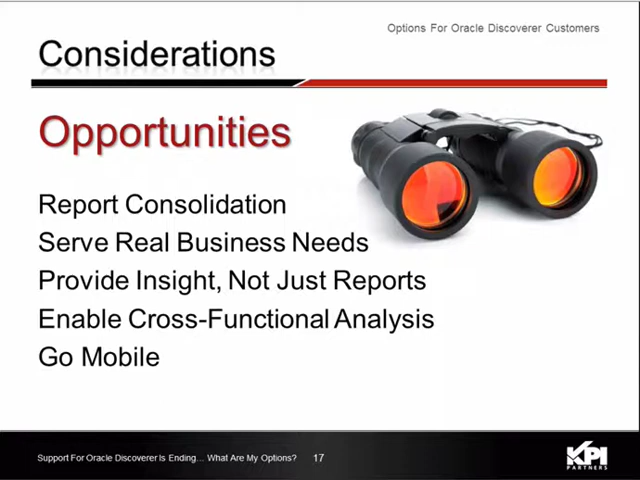 Options For Oracle Discoverer Customers
Considerations
Opportunities
Report Consolidation
Serve Real Business Needs
Provide Insight, Not Just Reports
Enable Cross-Functional Analysis
Go Mobile
Support For Oracle Discoverer Is Ending... What Are My Options? 17
KPI
PARTNERS